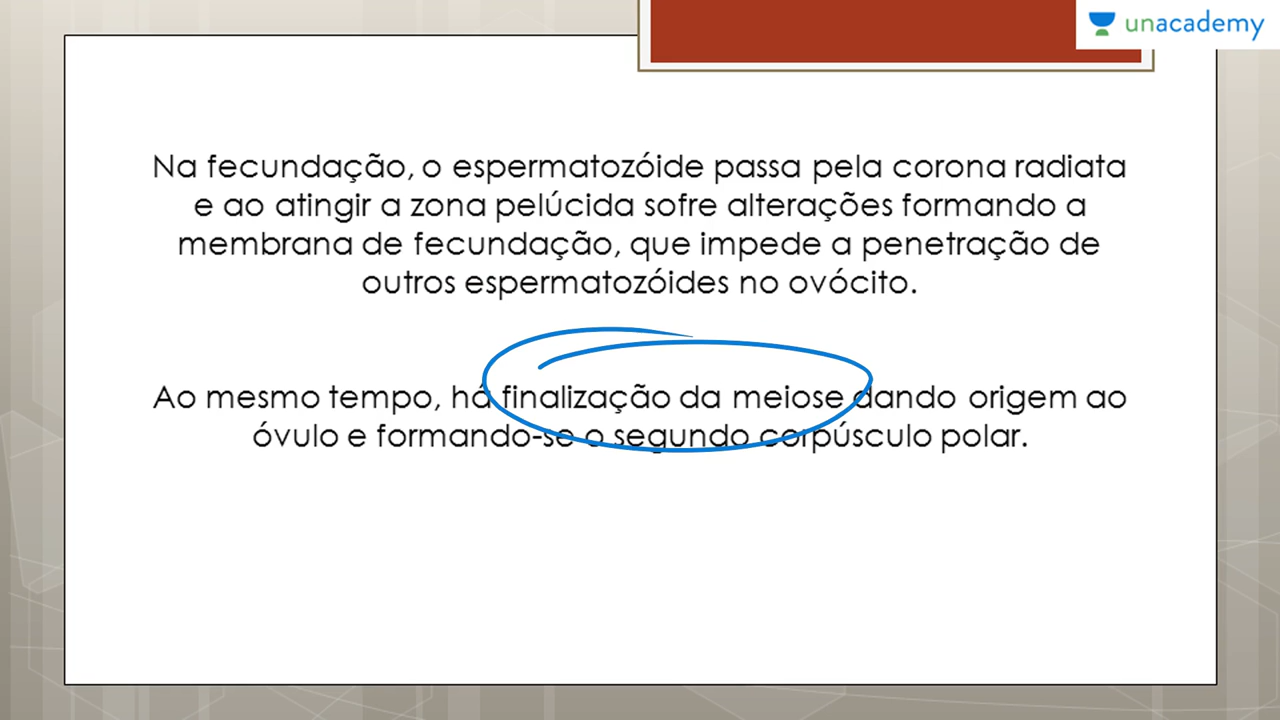 unacademy
Na fecundação, o espermatozóide passa pela corona radiata
e ao atingir a zona pelúcida sofre alterações formando a
membrana de fecundação, que impede a penetração de
outros espermatozóides no ovócito.
Ao mesmo tempo, há finalização da meiose dando origem ao
óvulo e formando-se o segundo corpúsculo polar.